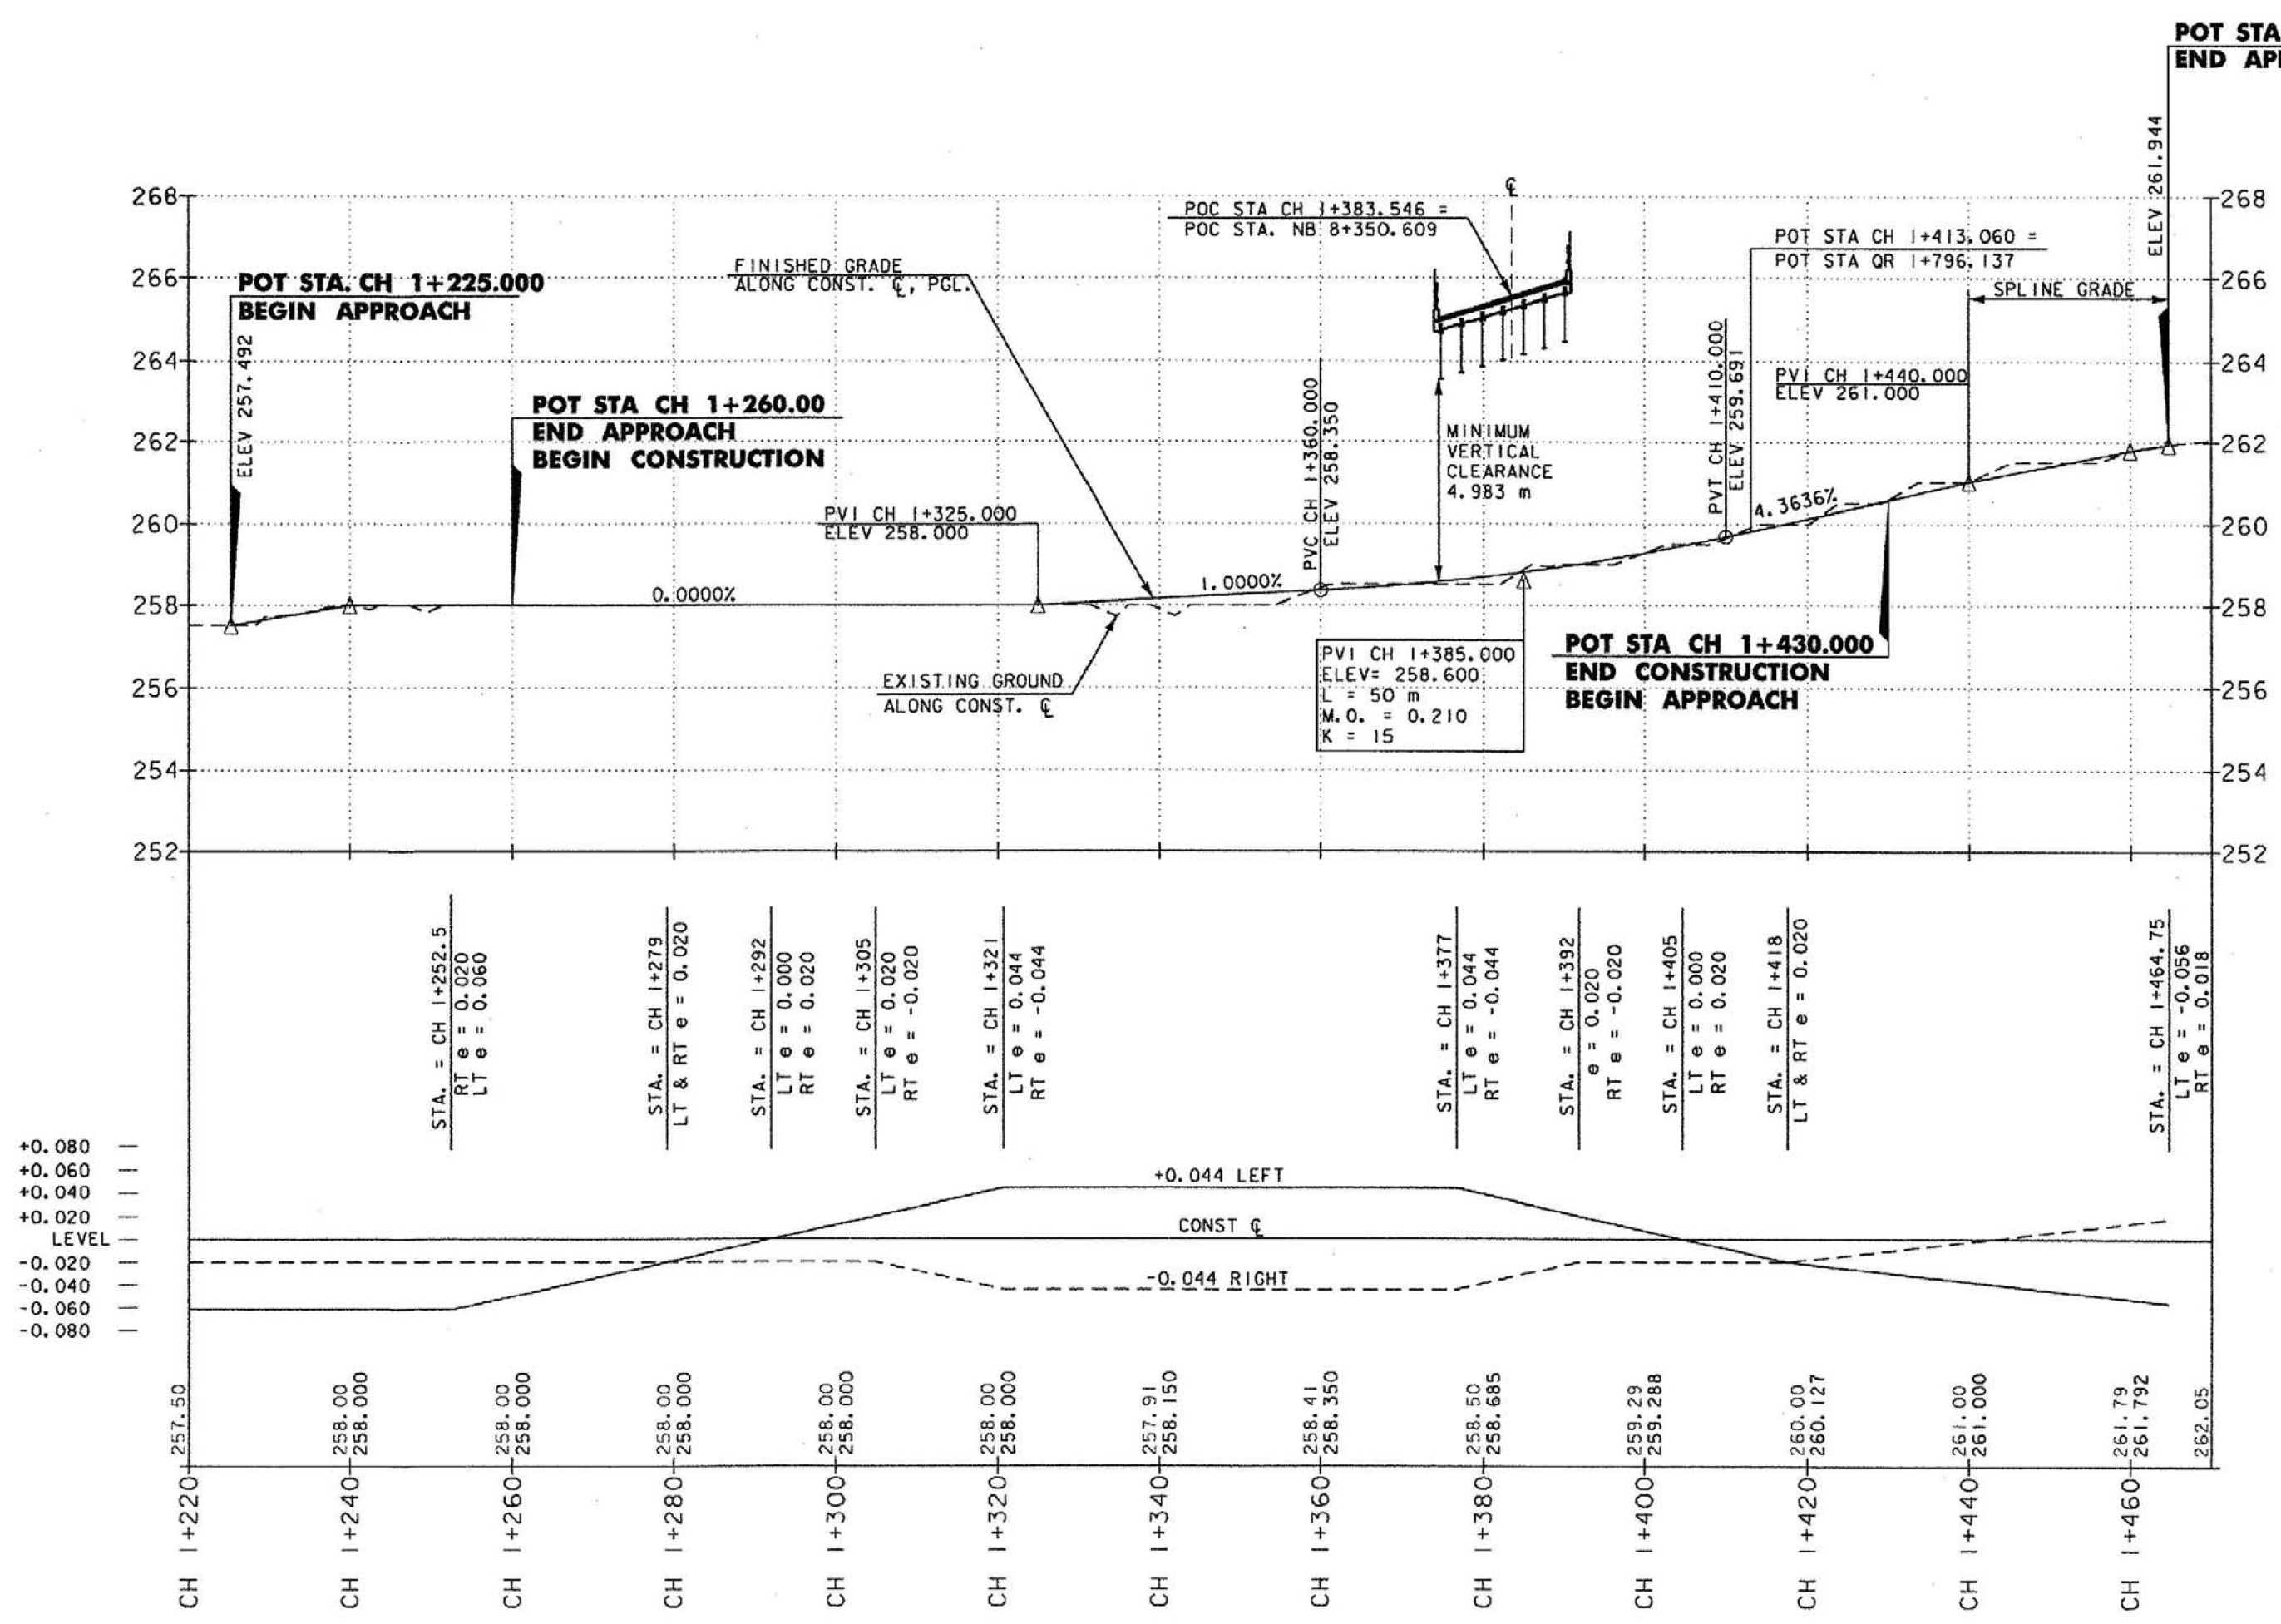 POT STA
END AP
ELEV 261.944
268
266
264
262
260
258
256
254
252
268
266
264
262
260
258
256
254
252
POT STA. CH 1+225.000
BEGIN APPROACH
ELEV 257.492
POT STA CH 1+260.00
END APPROACH
BEGIN CONSTRUCTION
FINISHED GRADE
ALONG CONST. ℄, PGL.
PVI CH 1+325.000
ELEV 258.000
0.0000%
1.0000%
EXISTING GROUND
ALONG CONST. ℄
℄
POC STA CH 1+383.546 =
POC STA. NB 8+350.609
PVC CH 1+360.000
ELEV 258.350
MINIMUM
VERTICAL
CLEARANCE
4.983 m
PVI CH 1+385.000
ELEV= 258.600
L = 50 m
M.O. = 0.210
K = 15
POT STA CH 1+413.060 =
POT STA QR 1+796.137
SPLINE GRADE
PVT CH 1+410.000
ELEV 259.691
PVI CH 1+440.000
ELEV 261.000
4.3636%
POT STA CH 1+430.000
END CONSTRUCTION
BEGIN APPROACH
STA. = CH 1+252.5
RT e = 0.020
LT e = 0.060
STA. = CH 1+279
LT & RT e = 0.020
STA. = CH 1+292
LT e = 0.000
RT e = 0.020
STA. = CH 1+305
LT e = 0.020
RT e = -0.020
STA. = CH 1+321
LT e = 0.044
RT e = -0.044
STA. = CH 1+377
LT e = 0.044
RT e = -0.044
STA. = CH 1+392
e = 0.020
RT e = -0.020
STA. = CH 1+405
LT e = 0.000
RT e = 0.020
STA. = CH 1+418
LT & RT e = 0.020
STA. = CH 1+464.75
LT e = -0.056
RT e = 0.018
+0.080
+0.060
+0.040
+0.020
LEVEL
-0.020
-0.040
-0.060
-0.080
+0.044 LEFT
CONST ℄
-0.044 RIGHT
257.50
258.00
258.000
258.00
258.000
258.00
258.000
258.00
258.000
258.00
258.000
257.91
258.150
258.41
258.350
258.50
258.685
259.29
259.288
260.00
260.127
261.00
261.000
261.79
261.792
262.05
CH 1+220
CH 1+240
CH 1+260
CH 1+280
CH 1+300
CH 1+320
CH 1+340
CH 1+360
CH 1+380
CH 1+400
CH 1+420
CH 1+440
CH 1+460